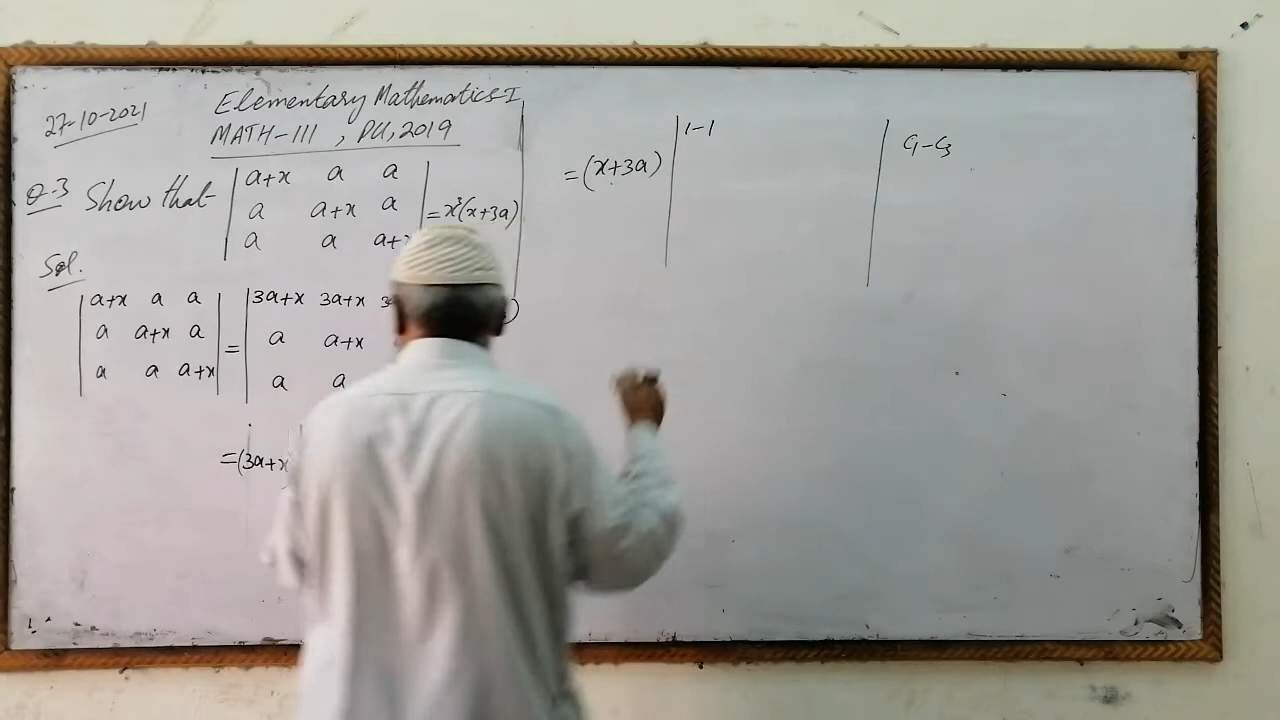 27-10-2021
Elementary Mathematics-I
MATH-111 , PU, 2019
Q.3 Show that
| a+x a a |
| a a+x a | = x²(x+3a)
| a a a+x
Sol.
| a+x a a | | 3a+x 3a+x 3
| a a+x a | = | a a+x
| a a a+x | | a a
=(3a+x
=(x+3a) | 1-1 | C₁-C₃